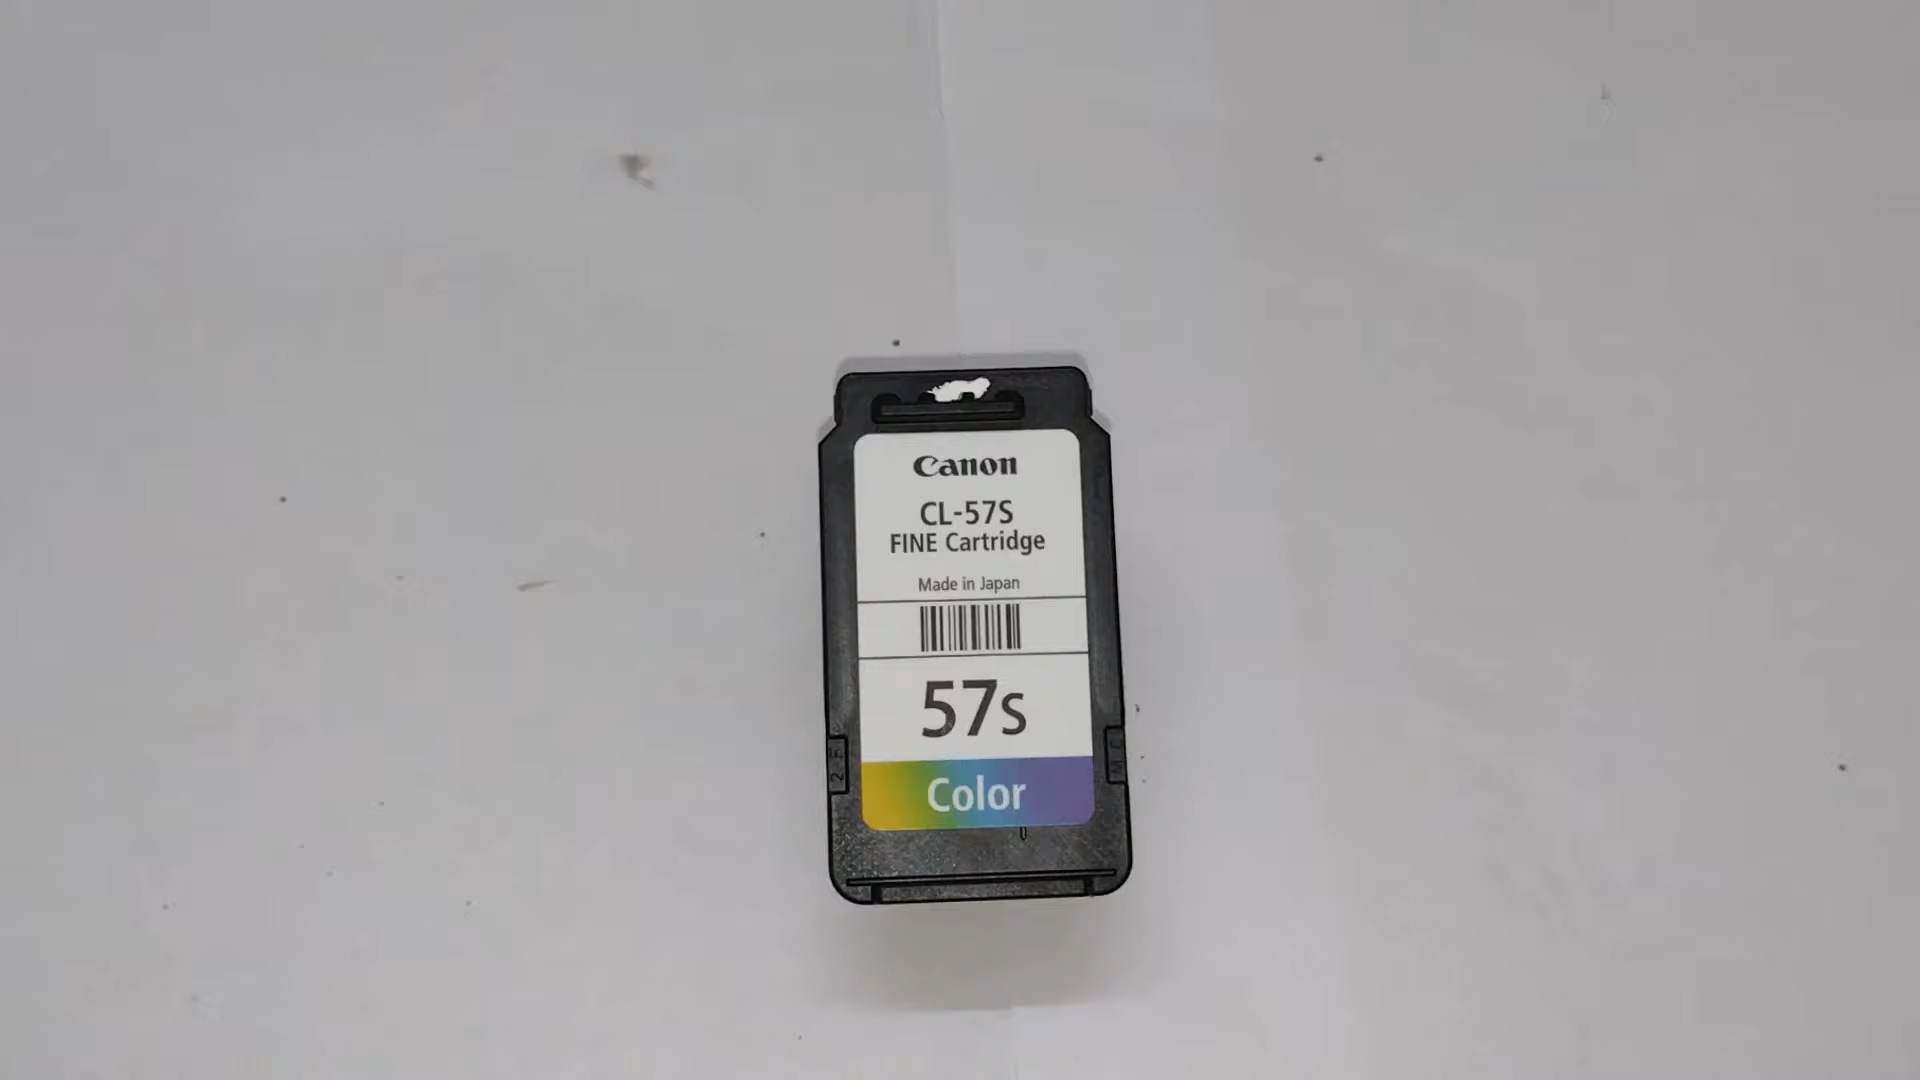 Canon
CL-57S
FINE Cartridge
Made in Japan
57s
Color